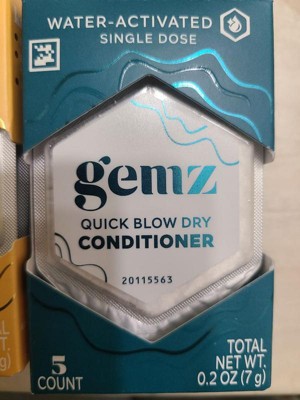 WATER-ACTIVATED
SINGLE DOSE
gemz
QUICK BLOW DRY
CONDITIONER
20115563
5
COUNT
TOTAL
NET WT.
0.2 OZ (7 g)